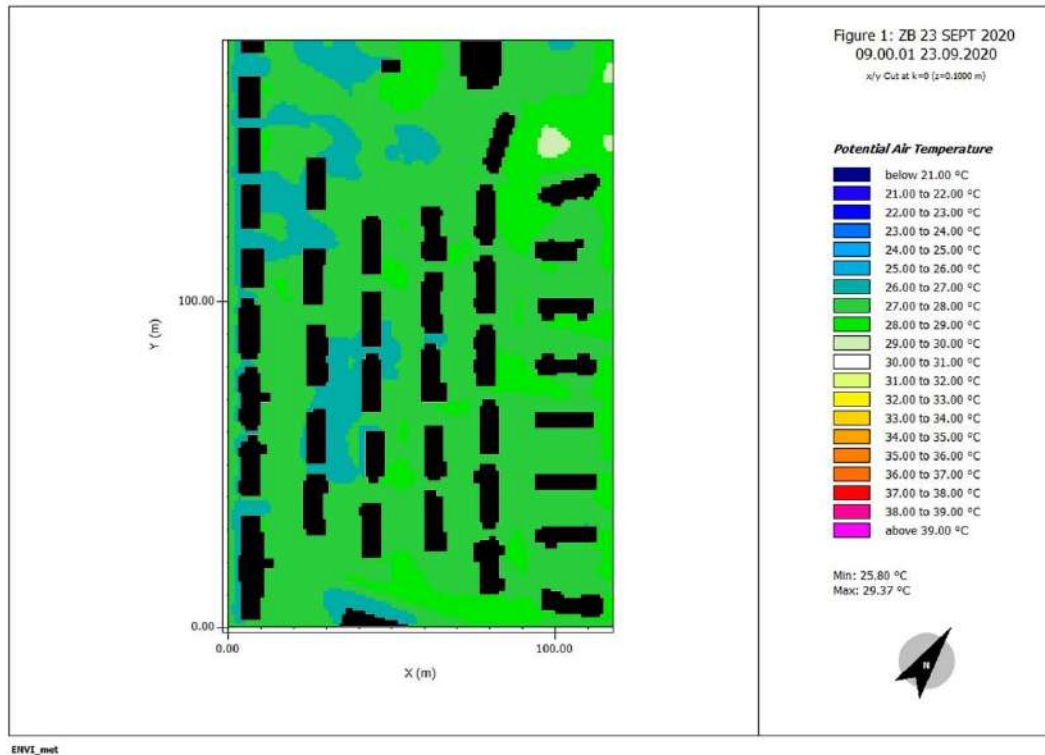 Figure 1: ZB 23 SEPT 2020
09.00.01 23.09.2020
x/y Cut at k=0 (z=0.1000 m)
Potential Air Temperature
below 21.00 °C
21.00 to 22.00 °C
22.00 to 23.00 °C
23.00 to 24.00 °C
24.00 to 25.00 °C
25.00 to 26.00 °C
26.00 to 27.00 °C
27.00 to 28.00 °C
28.00 to 29.00 °C
29.00 to 30.00 °C
30.00 to 31.00 °C
31.00 to 32.00 °C
32.00 to 33.00 °C
33.00 to 34.00 °C
34.00 to 35.00 °C
35.00 to 36.00 °C
36.00 to 37.00 °C
37.00 to 38.00 °C
38.00 to 39.00 °C
above 39.00 °C
Min: 25.80 °C
Max: 29.37 °C
N
100.00
Y (m)
0.00
0.00
100.00
X (m)
ENVI_met